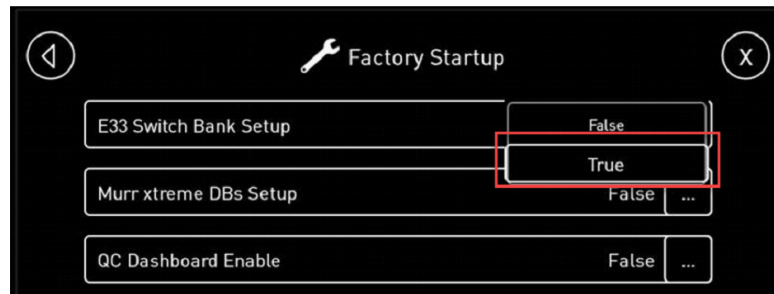 Factory Startup
X
E33 Switch Bank Setup
False
True
Murr xtreme DBs Setup
False
...
QC Dashboard Enable
False
...